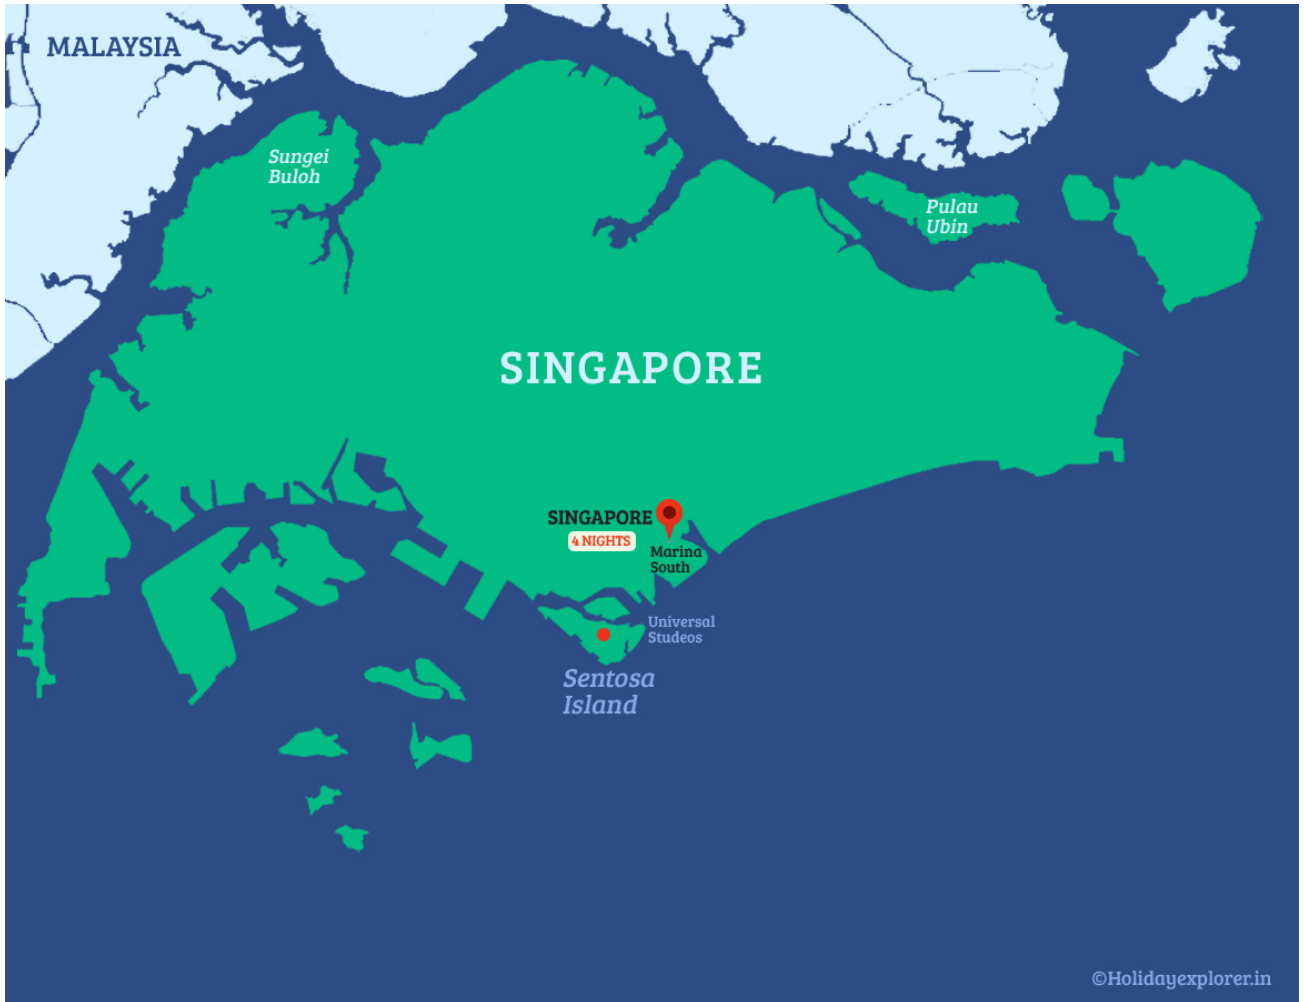 MALAYSIA
Sungei
Buloh
Pulau
Ubin
SINGAPORE
SINGAPORE
4 NIGHTS
Marina
South
Universal
Studeos
Sentosa
Island
©Holidayexplorer.in